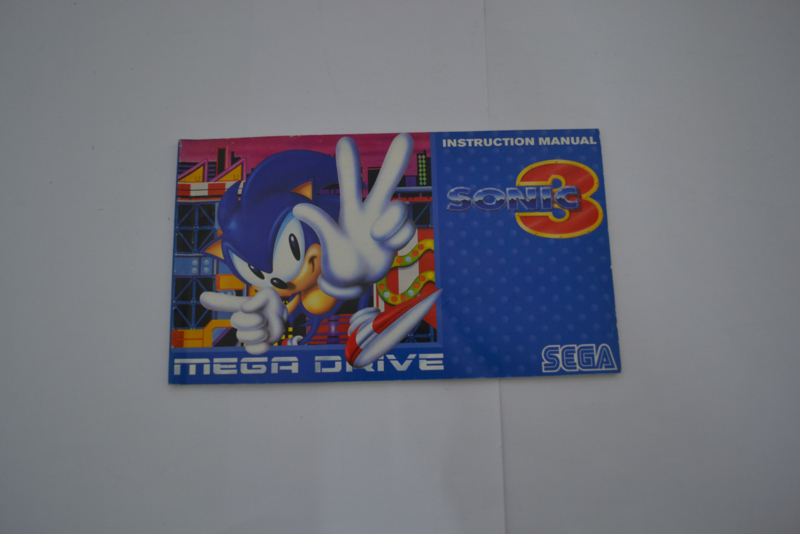 INSTRUCTION MANUAL
SONIC
3
MEGA DRIVE
SEGA